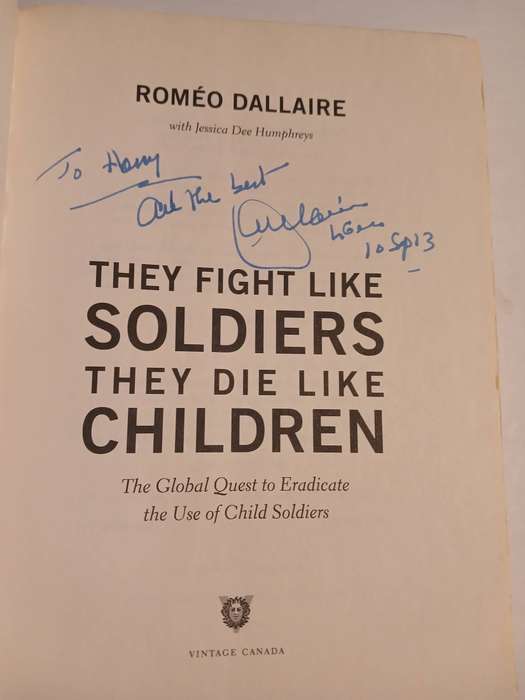 ROMÉO DALLAIRE
with Jessica Dee Humphreys
To Harry
All the best
LGen
10 Sp 13
THEY FIGHT LIKE
SOLDIERS
THEY DIE LIKE
CHILDREN
The Global Quest to Eradicate
the Use of Child Soldiers
VINTAGE CANADA